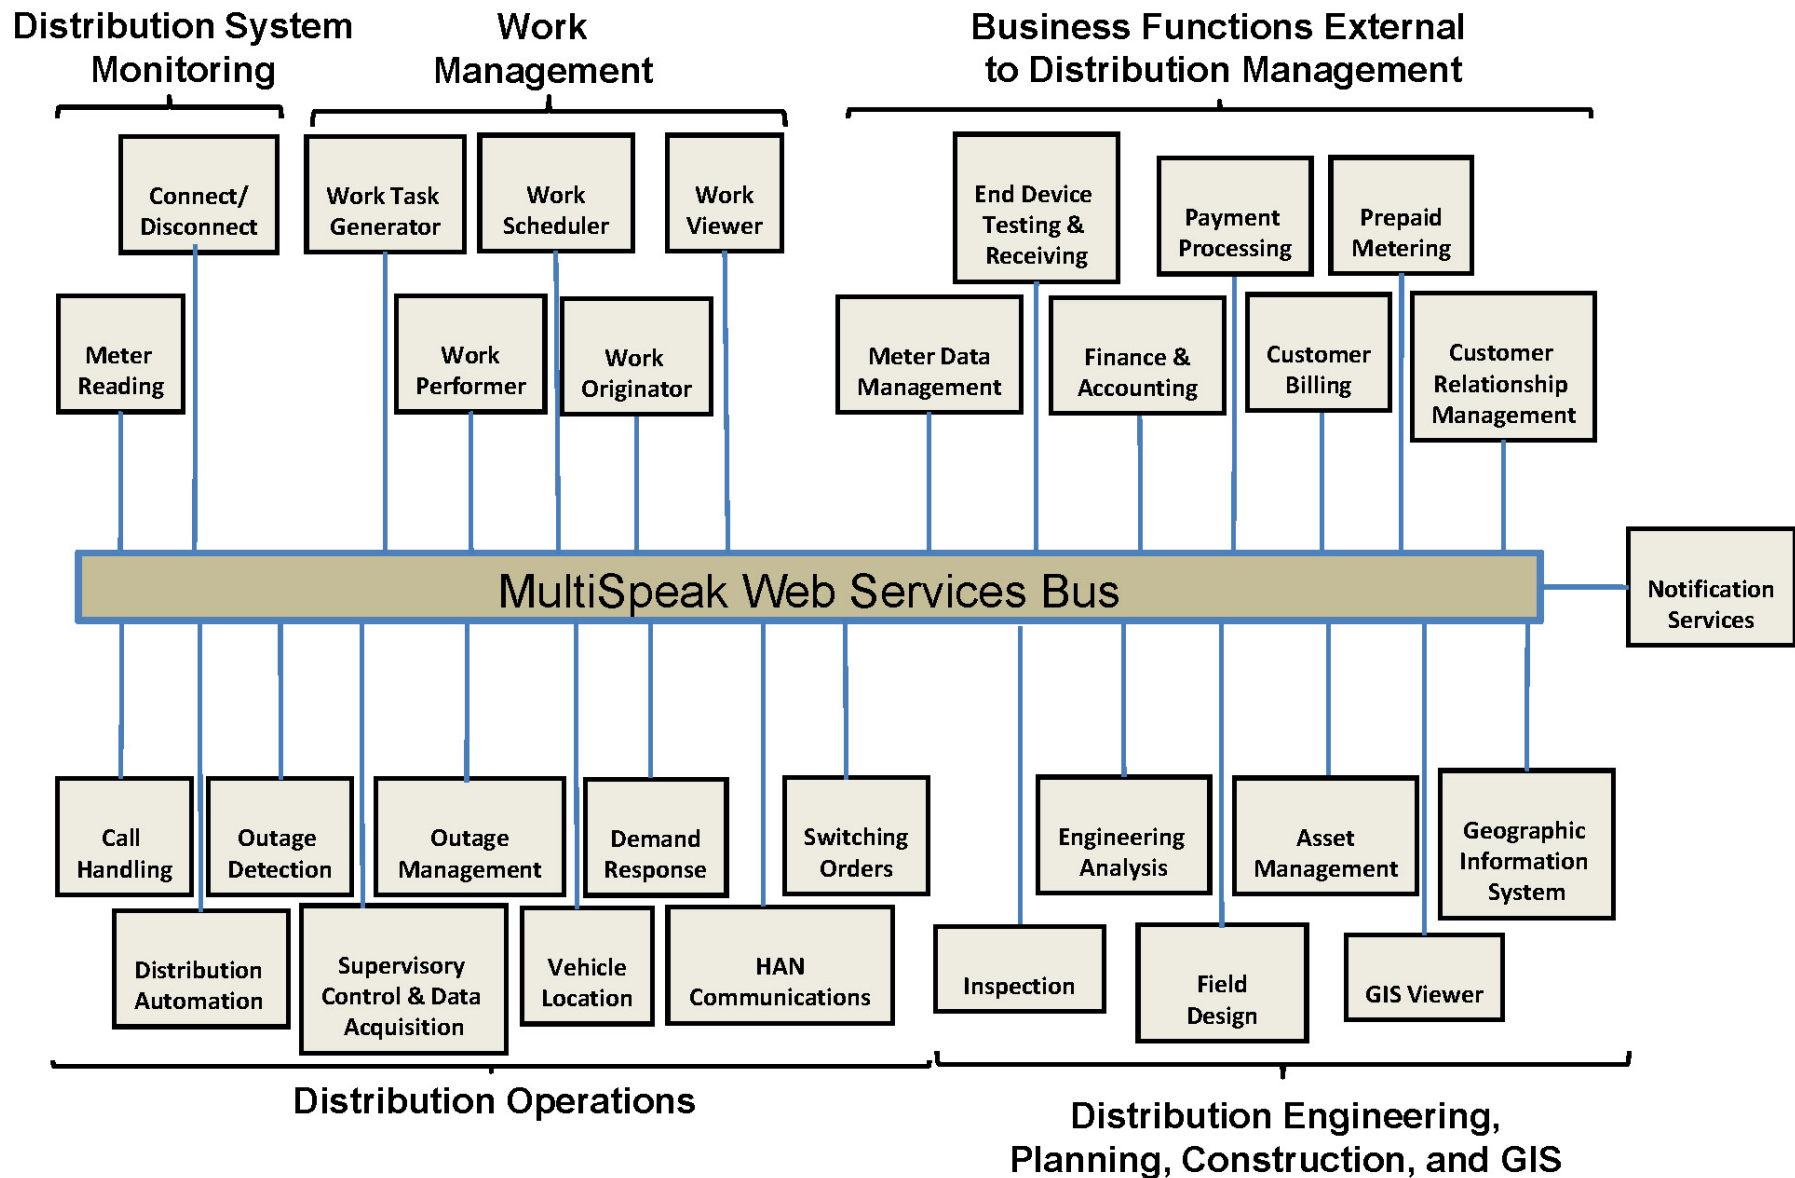 Distribution System
Monitoring
Work
Management
Business Functions External
to Distribution Management
Connect/
Disconnect
Work Task
Generator
Work
Scheduler
Work
Viewer
End Device
Testing &
Receiving
Payment
Processing
Prepaid
Metering
Meter
Reading
Work
Performer
Work
Originator
Meter Data
Management
Finance &
Accounting
Customer
Billing
Customer
Relationship
Management
MultiSpeak Web Services Bus
Notification
Services
Call
Handling
Outage
Detection
Outage
Management
Demand
Response
Switching
Orders
Engineering
Analysis
Asset
Management
Geographic
Information
System
Distribution
Automation
Supervisory
Control & Data
Acquisition
Vehicle
Location
HAN
Communications
Inspection
Field
Design
GIS Viewer
Distribution Operations
Distribution Engineering,
Planning, Construction, and GIS